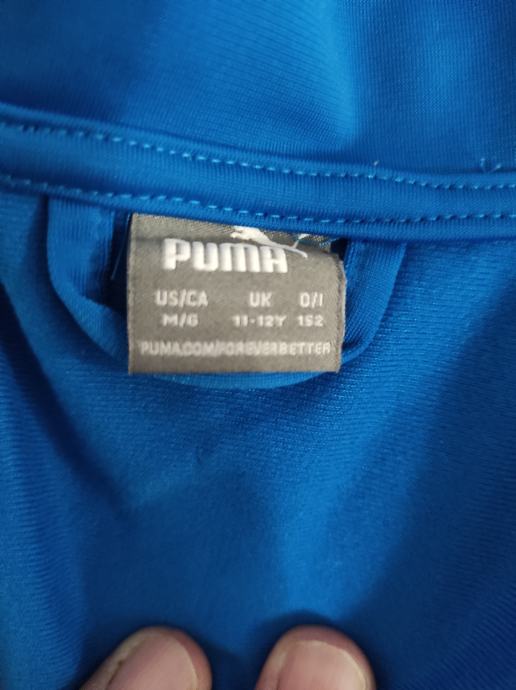 PUMA
US/CA UK D/I
M/G 11-12Y 152
PUMA.COM/FOREVERBETTER